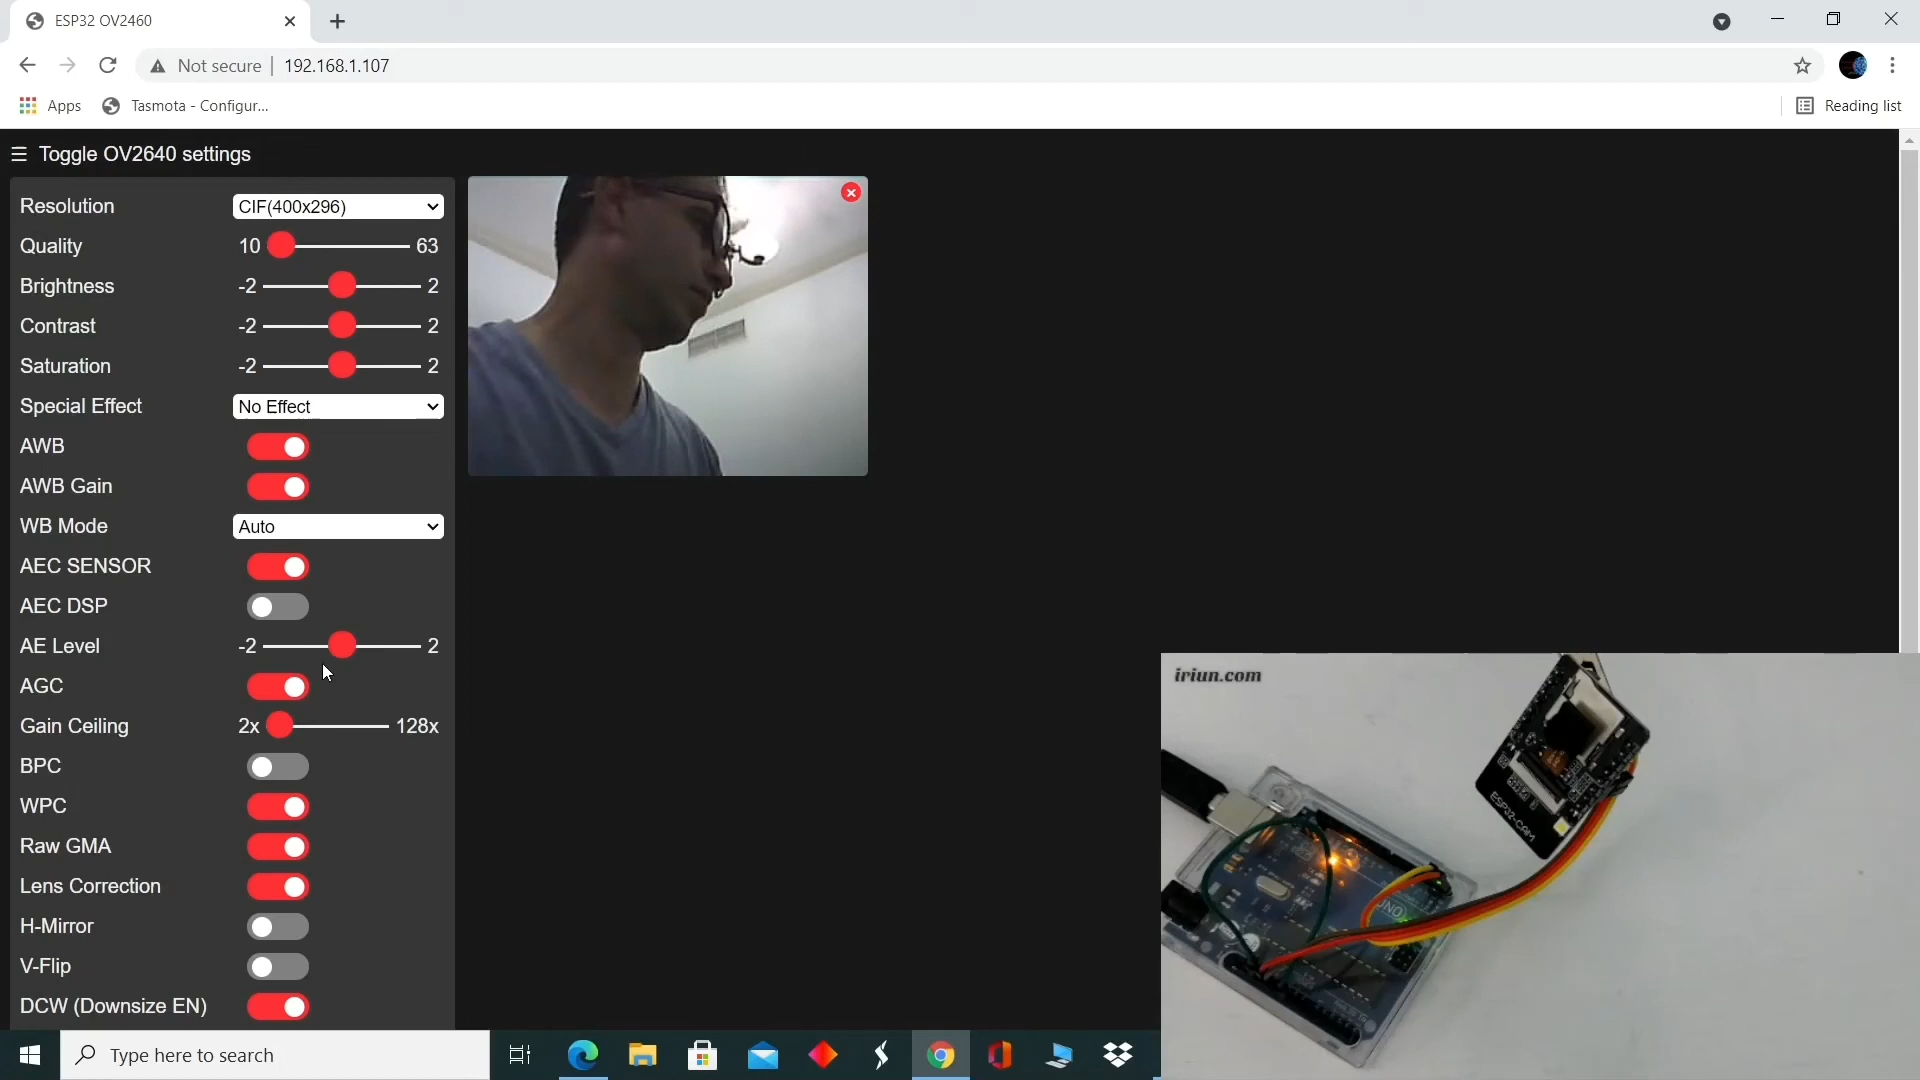 ESP32 OV2460
Not secure
192.168.1.107
Apps
Tasmota - Configur...
Reading list
Toggle OV2640 settings
Resolution CIF(400x296)
Quality 10 63
Brightness -2 2
Contrast -2 2
Saturation -2 2
Special Effect No Effect
AWB
AWB Gain
WB Mode Auto
AEC SENSOR
AEC DSP
AE Level -2 2
AGC
Gain Ceiling 2x 128x
BPC
WPC
Raw GMA
Lens Correction
H-Mirror
V-Flip
DCW (Downsize EN)
iriun.com
ESP32-CAM
UNO
Type here to search